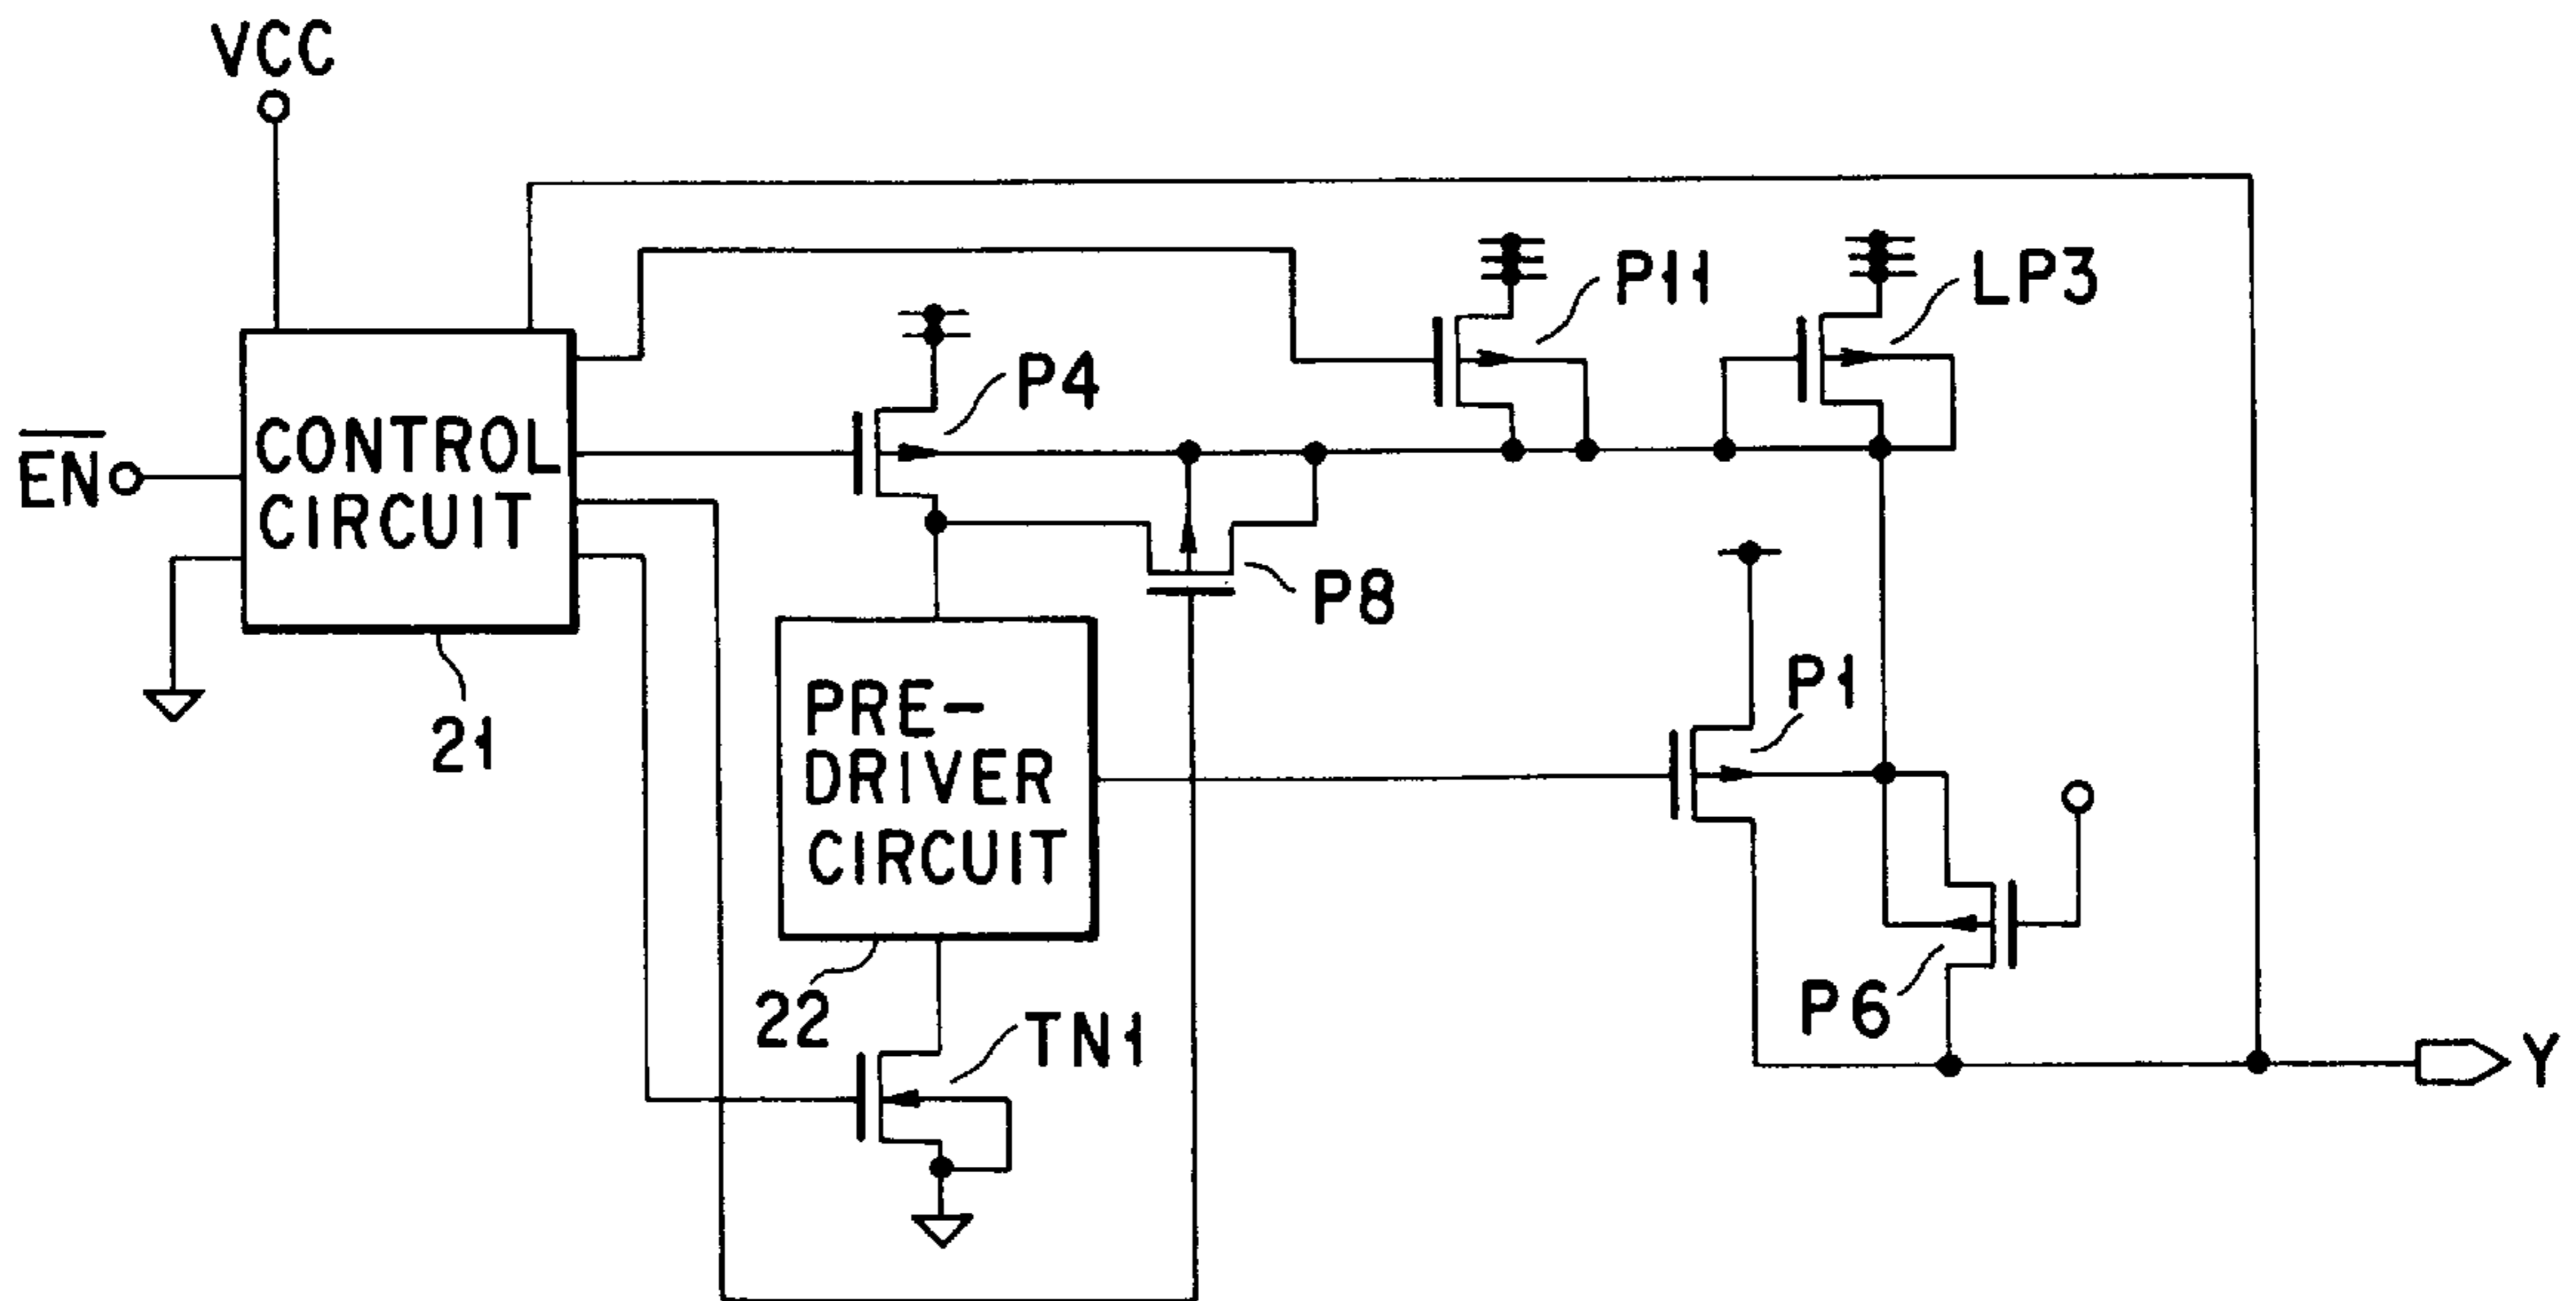 VCC
P11
LP3
P4
EN
CONTROL
CIRCUIT
P8
21
PRE-
DRIVER
CIRCUIT
P1
22
TN1
P6
Y